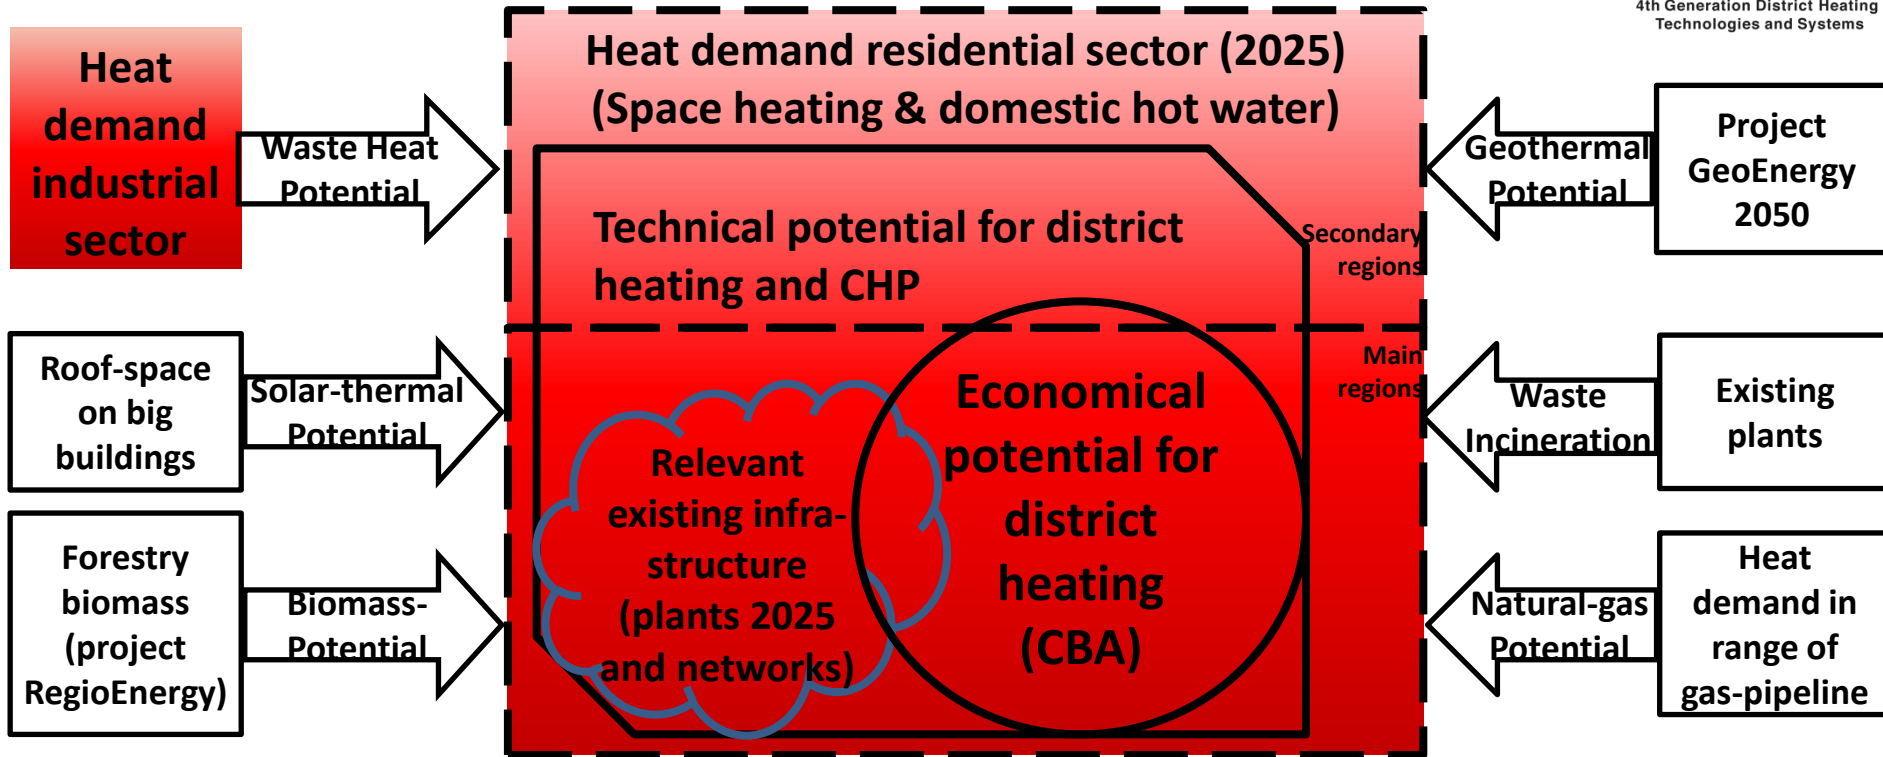 4th Generation District Heating
Technologies and Systems
Heat
demand
industrial
sector
Waste Heat
Potential
Roof-space
on big
buildings
Solar-thermal
Potential
Forestry
biomass
(project
RegioEnergy)
Biomass-
Potential
Heat demand residential sector (2025)
(Space heating & domestic hot water)
Technical potential for district
heating and CHP
Secondary
regions
Main
regions
Relevant
existing infra-
structure
(plants 2025
and networks)
Economical
potential for
district
heating
(CBA)
Geothermal
Potential
Project
GeoEnergy
2050
Waste
Incineration
Existing
plants
Natural-gas
Potential
Heat
demand in
range of
gas-pipeline